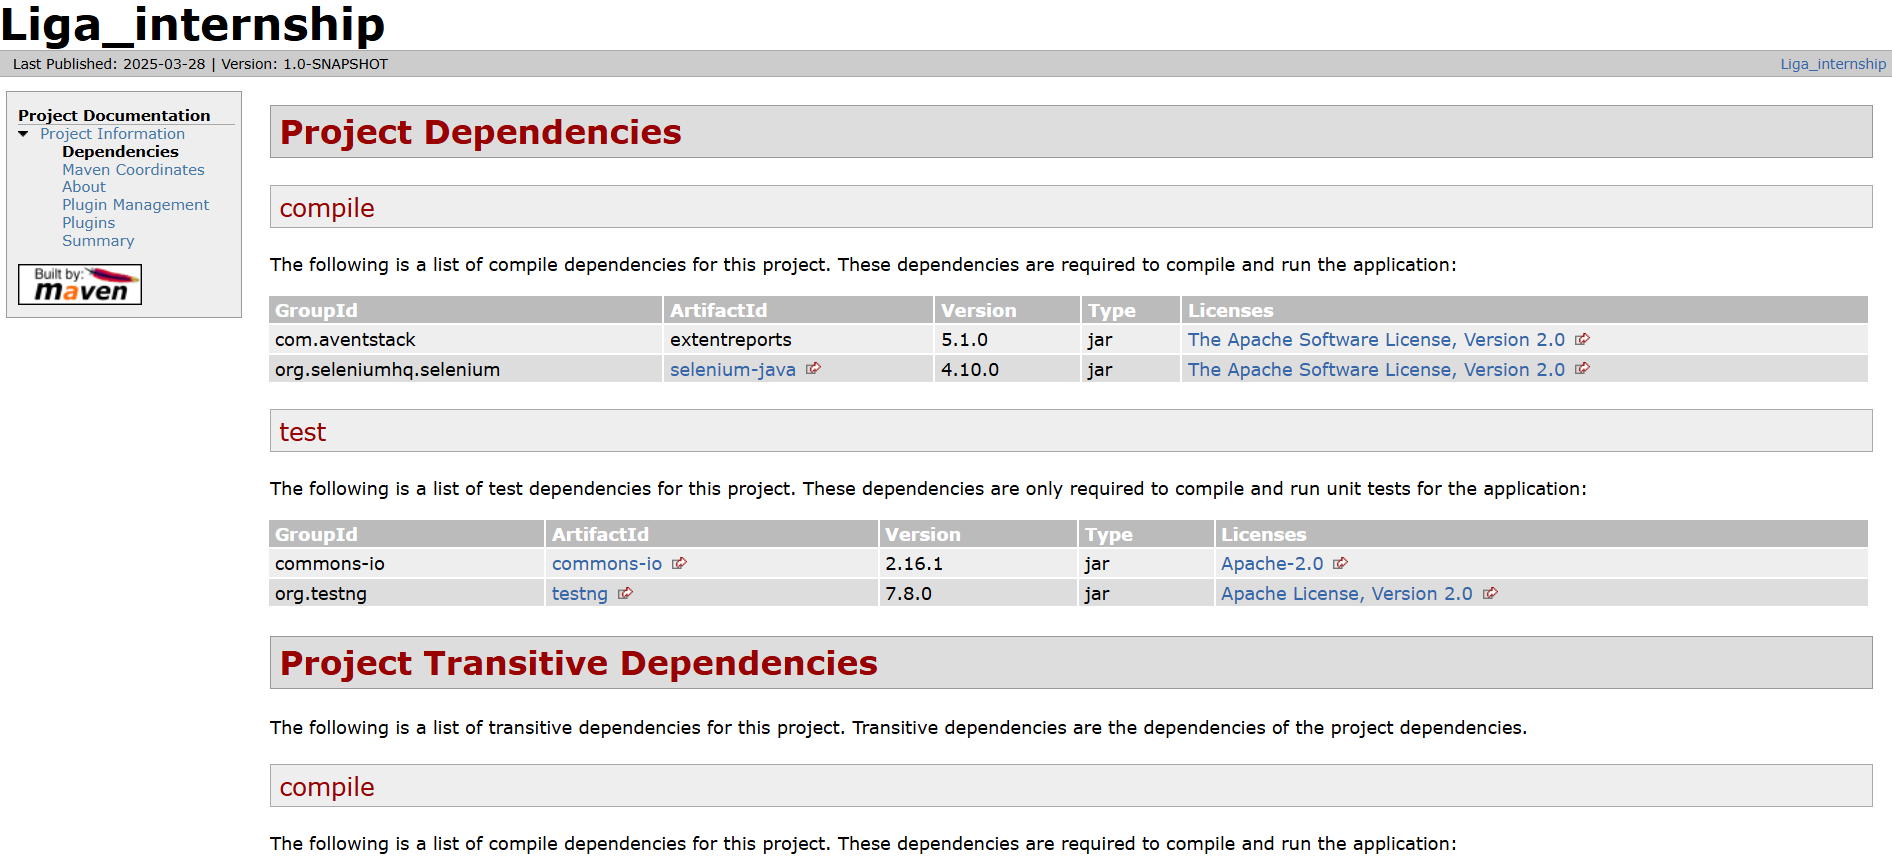 Liga_internship
Last Published: 2025-03-28 | Version: 1.0-SNAPSHOT
Liga_internship
Project Documentation
Project Information
Dependencies
Maven Coordinates
About
Plugin Management
Plugins
Summary
Built by:
maven
Project Dependencies
compile
The following is a list of compile dependencies for this project. These dependencies are required to compile and run the application:
GroupId ArtifactId Version Type Licenses
com.aventstack extentreports 5.1.0 jar The Apache Software License, Version 2.0
org.seleniumhq.selenium selenium-java 4.10.0 jar The Apache Software License, Version 2.0
test
The following is a list of test dependencies for this project. These dependencies are only required to compile and run unit tests for the application:
GroupId ArtifactId Version Type Licenses
commons-io commons-io 2.16.1 jar Apache-2.0
org.testng testng 7.8.0 jar Apache License, Version 2.0
Project Transitive Dependencies
The following is a list of transitive dependencies for this project. Transitive dependencies are the dependencies of the project dependencies.
compile
The following is a list of compile dependencies for this project. These dependencies are required to compile and run the application: